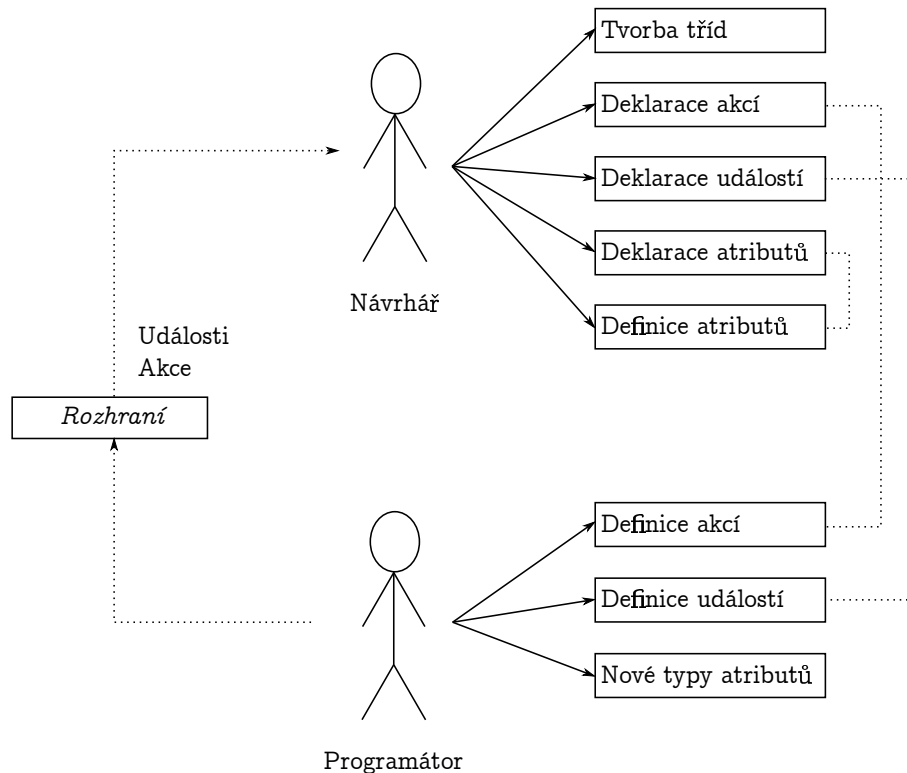 Tvorba tříd
Deklarace akcí
Deklarace událostí
Deklarace atributů
Definice atributů
Návrhář
Události
Akce
Rozhraní
Definice akcí
Definice událostí
Nové typy atributů
Programátor